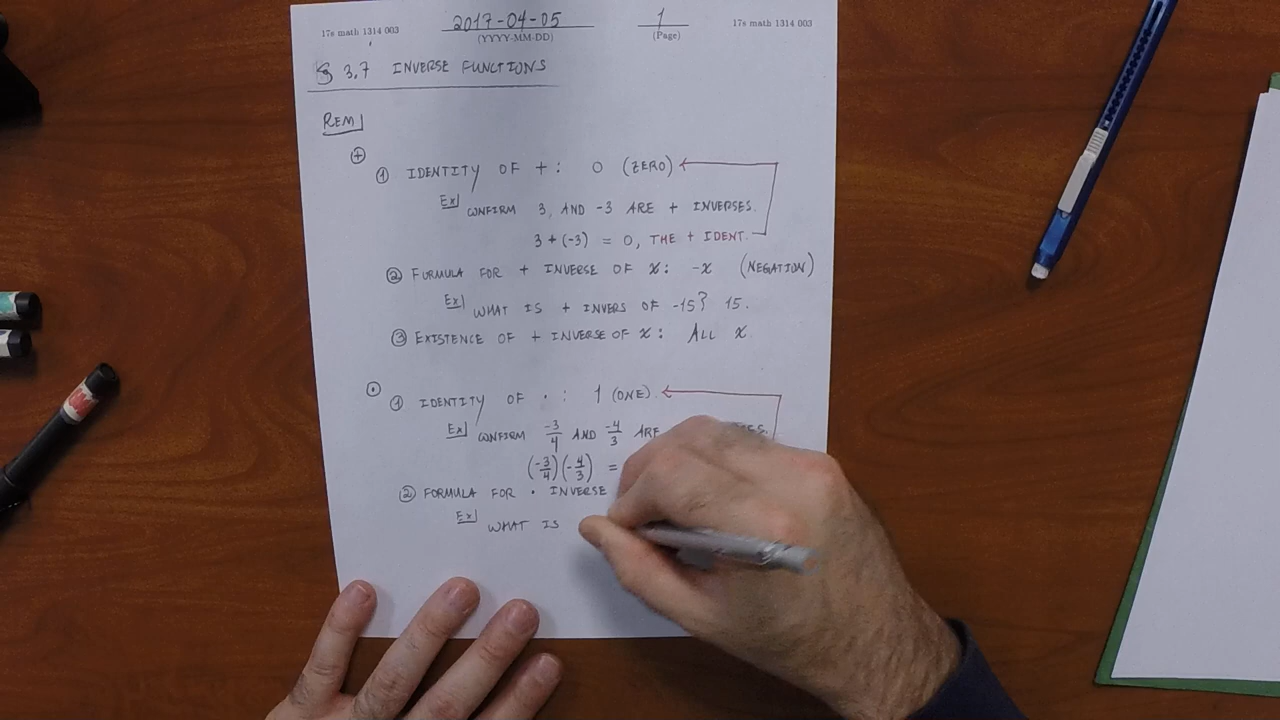 17s math 1314 003 2017-04-05 1 17s math 1314 003
(YYYY-MM-DD) (Page)
§ 3.7 INVERSE FUNCTIONS
REM
+
① IDENTITY OF + : 0 (ZERO)
EX CONFIRM 3, AND -3 ARE + INVERSES.
3 + (-3) = 0, THE + IDENT.
② FORMULA FOR + INVERSE OF x: -x (NEGATION)
EX WHAT IS + INVERS OF -15? 15.
③ EXISTENCE OF + INVERSE OF x: ALL x.
·
① IDENTITY OF · : 1 (ONE)
EX CONFIRM -3/4 AND -4/3 ARE
(-3/4)(-4/3) =
② FORMULA FOR · INVERSE
EX WHAT IS